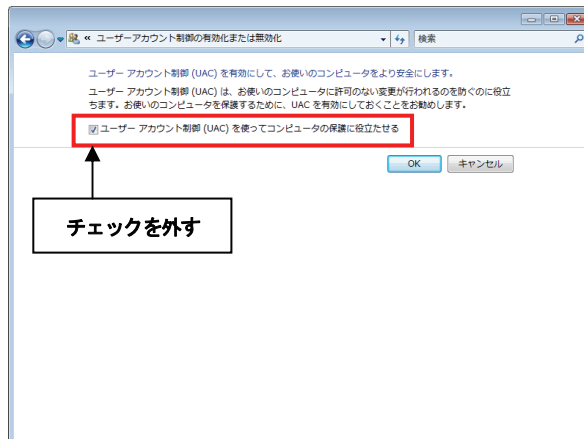 « ユーザーアカウント制御の有効化または無効化
検索
ユーザー アカウント制御 (UAC) を有効にして、お使いのコンピュータをより安全にします。
ユーザー アカウント制御 (UAC) は、お使いのコンピュータに許可のない変更が行われるのを防ぐのに役立
ちます。お使いのコンピュータを保護するために、UAC を有効にしておくことをお勧めします。
ユーザー アカウント制御 (UAC) を使ってコンピュータの保護に役立たせる
OK
キャンセル
チェックを外す